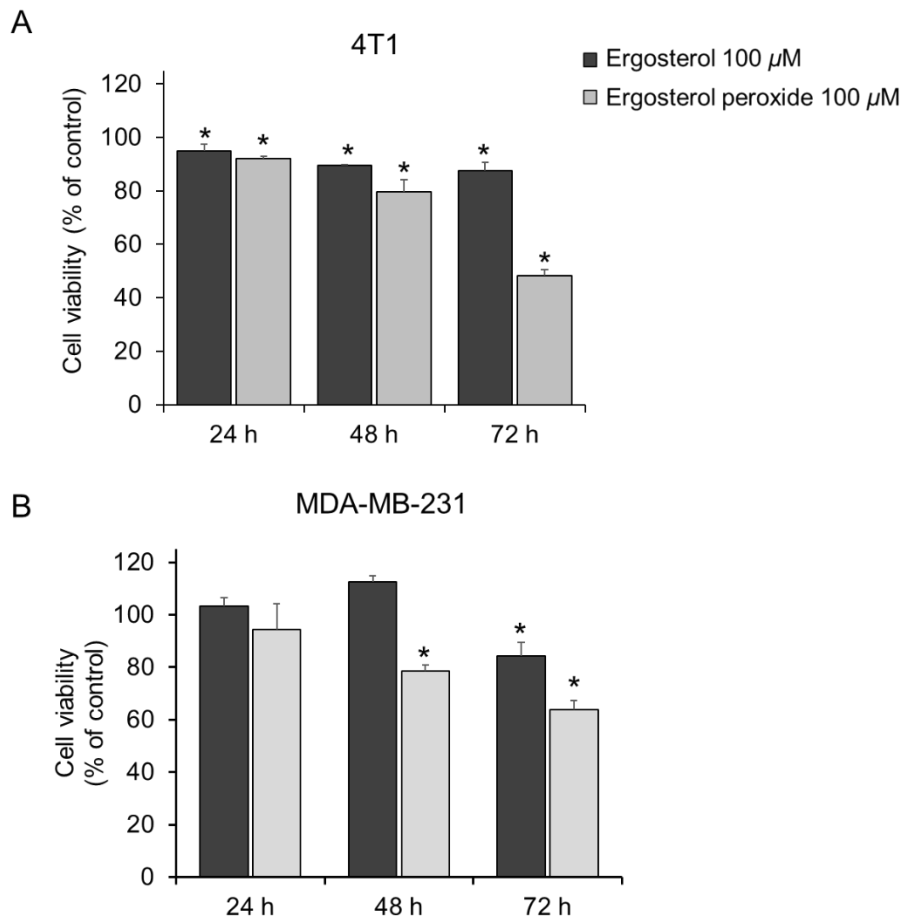 A
4T1
Ergosterol 100 µM
Ergosterol peroxide 100 µM
Cell viability (% of control)
120
100
80
60
40
20
0
* * * * * *
24 h 48 h 72 h
B
MDA-MB-231
Cell viability
(% of control)
120
100
80
60
40
20
0
* * *
24 h 48 h 72 h